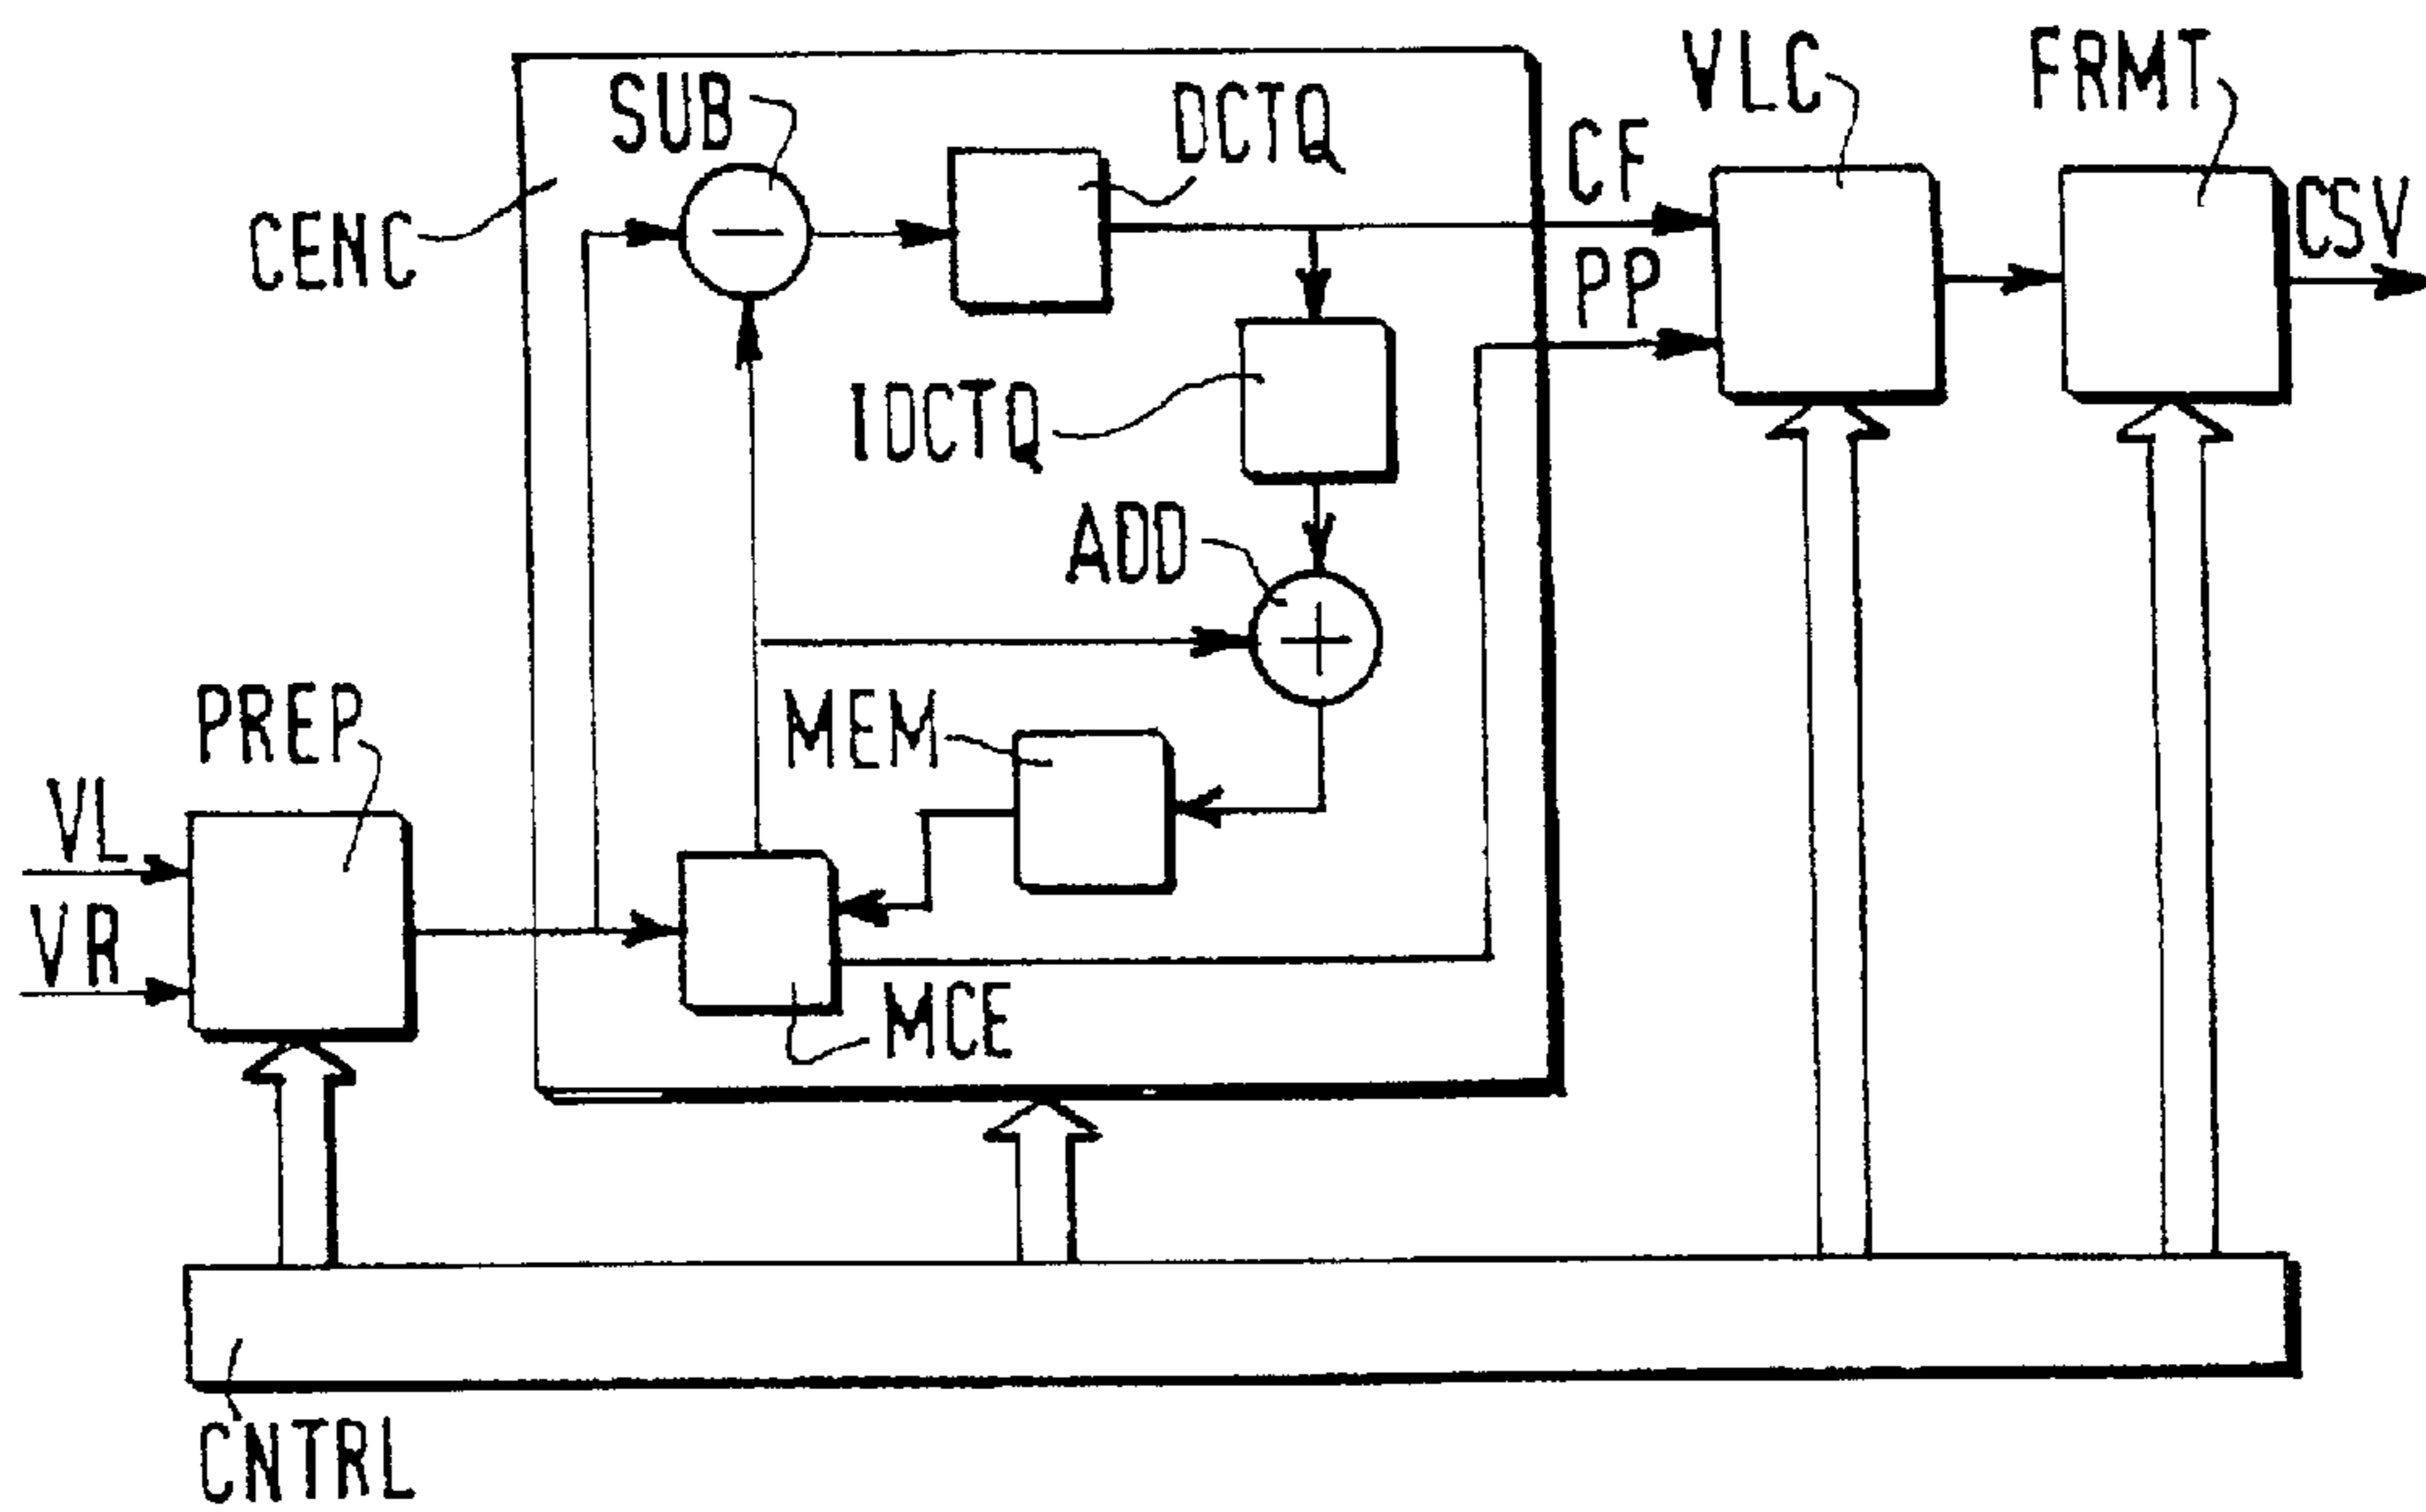 VLC
FRMT
SUB
DCTQ
CF
CSV
CENC
PP
IDCTQ
ADD
PREP
MEM
VL
VR
MCE
CNTRL